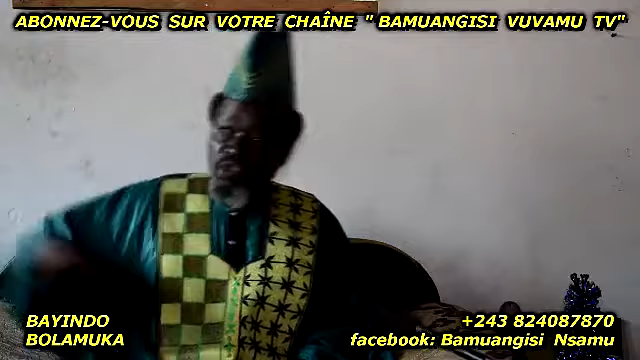 ABONNEZ-VOUS SUR VOTRE CHAÎNE " BAMUANGISI VUVAMU TV"
BAYINDO
BOLAMUKA
+243 824087870
facebook: Bamuangisi Nsamu